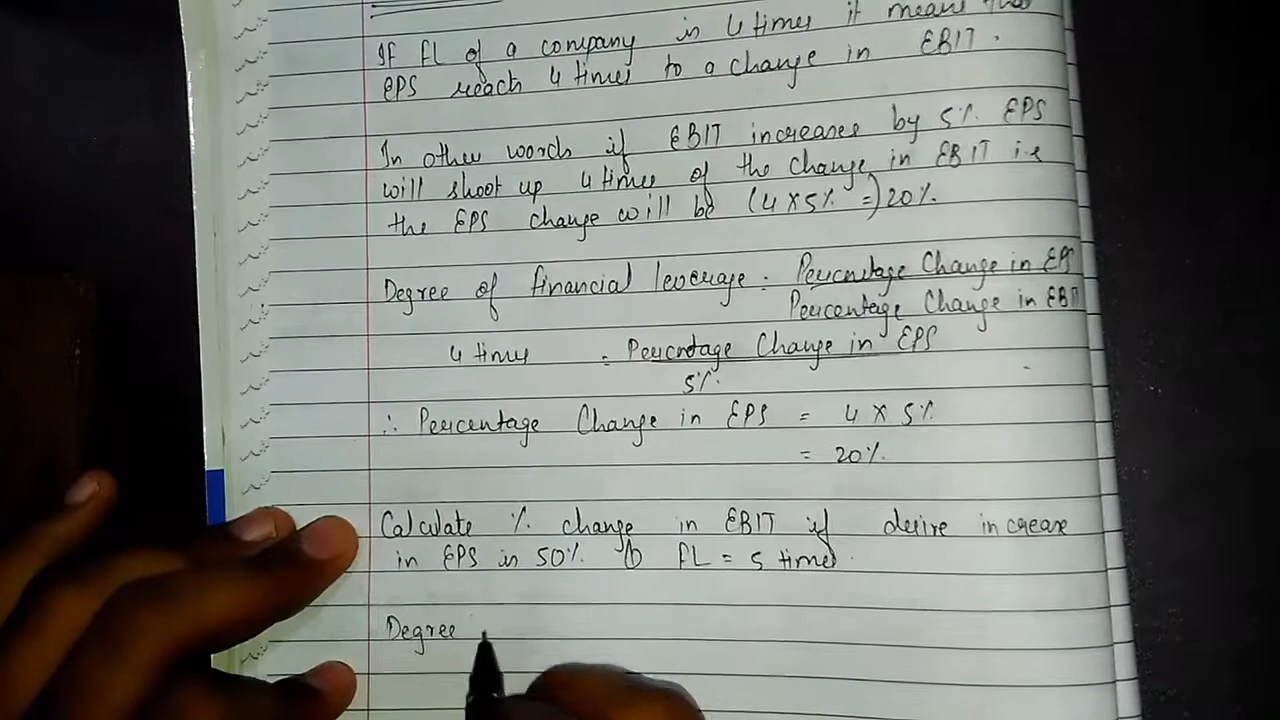 If FL of a company is 4 times it means that
EPS reach 4 times to a change in EBIT.
In other words if EBIT increases by 5% EPS
will shoot up 4 times of the change in EBIT i.e
the EPS change will be (4 X 5% =) 20%.
Degree of financial leverage = Percentage Change in EPS
Percentage Change in EBIT
4 times = Percentage Change in EPS
5%.
∴ Percentage Change in EPS = 4 X 5%
= 20%.
Calculate % change in EBIT if desire increase
in EPS is 50% & FL = 5 times.
Degree